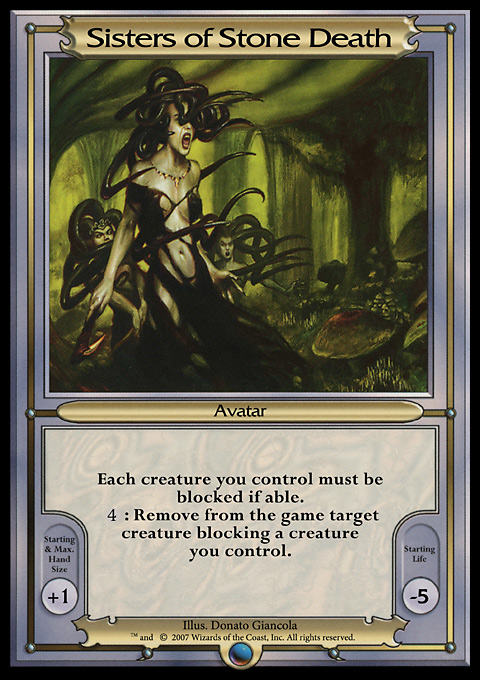 Sisters of Stone Death
Avatar
Each creature you control must be
blocked if able.
4 : Remove from the game target
creature blocking a creature
you control.
Starting
& Max.
Hand
Size
+1
Starting
Life
-5
Illus. Donato Giancola
™ and © 2007 Wizards of the Coast, Inc. All rights reserved.